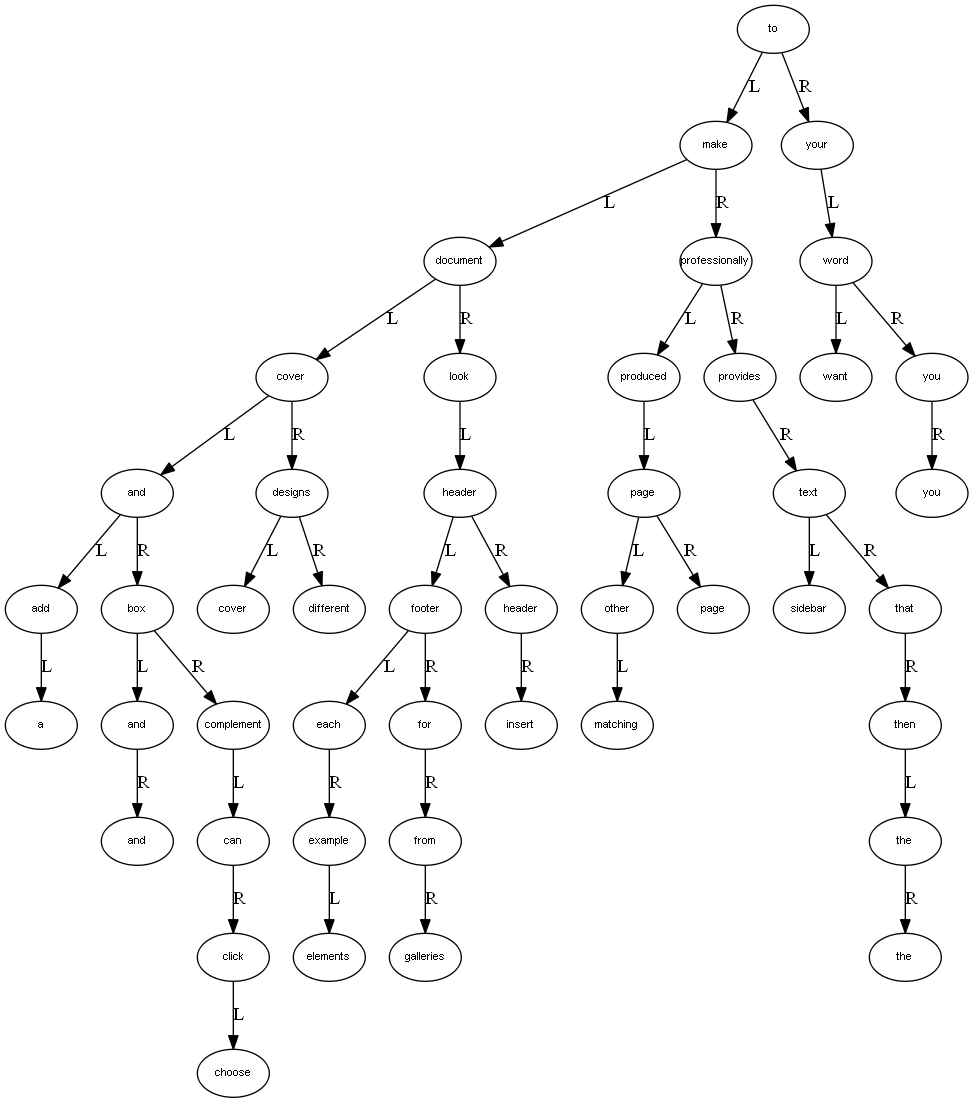 to
L R
make your
L R L
document professionally word
L R L R L R
cover look produced provides want you
L R L L R R
and designs header page text you
L R L R L R L R L R
add box cover different footer header other page sidebar that
L L R L R R L R
a and complement each for insert matching then
R L R R L
and can example from the
R L R R
click elements galleries the
L
choose